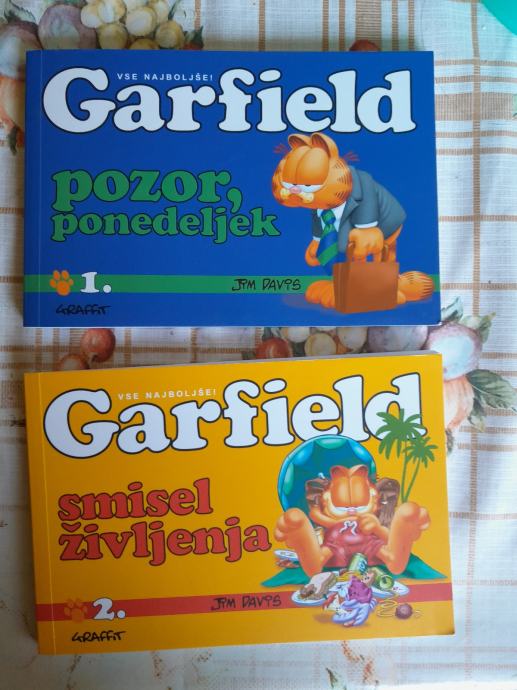 VSE NAJBOLJŠE!
Garfield
pozor,
ponedeljek
1.
JIM DAVIS
GRAFFIT
VSE NAJBOLJŠE!
Garfield
smisel
življenja
2.
JIM DAVIS
GRAFFIT